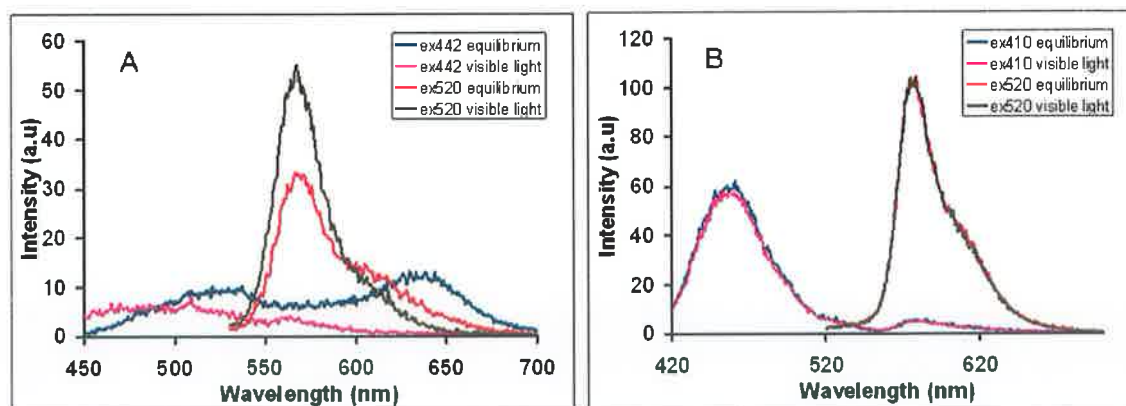 A
ex442 equilibrium
ex442 visible light
ex520 equilibrium
ex520 visible light
Intensity (a.u)
60
50
40
30
20
10
0
450 500 550 600 650 700
Wavelength (nm)
B
ex410 equilibrium
ex410 visible light
ex520 equilibrium
ex520 visible light
Intensity (a.u)
120
100
80
60
40
20
0
420 520 620
Wavelength (nm)